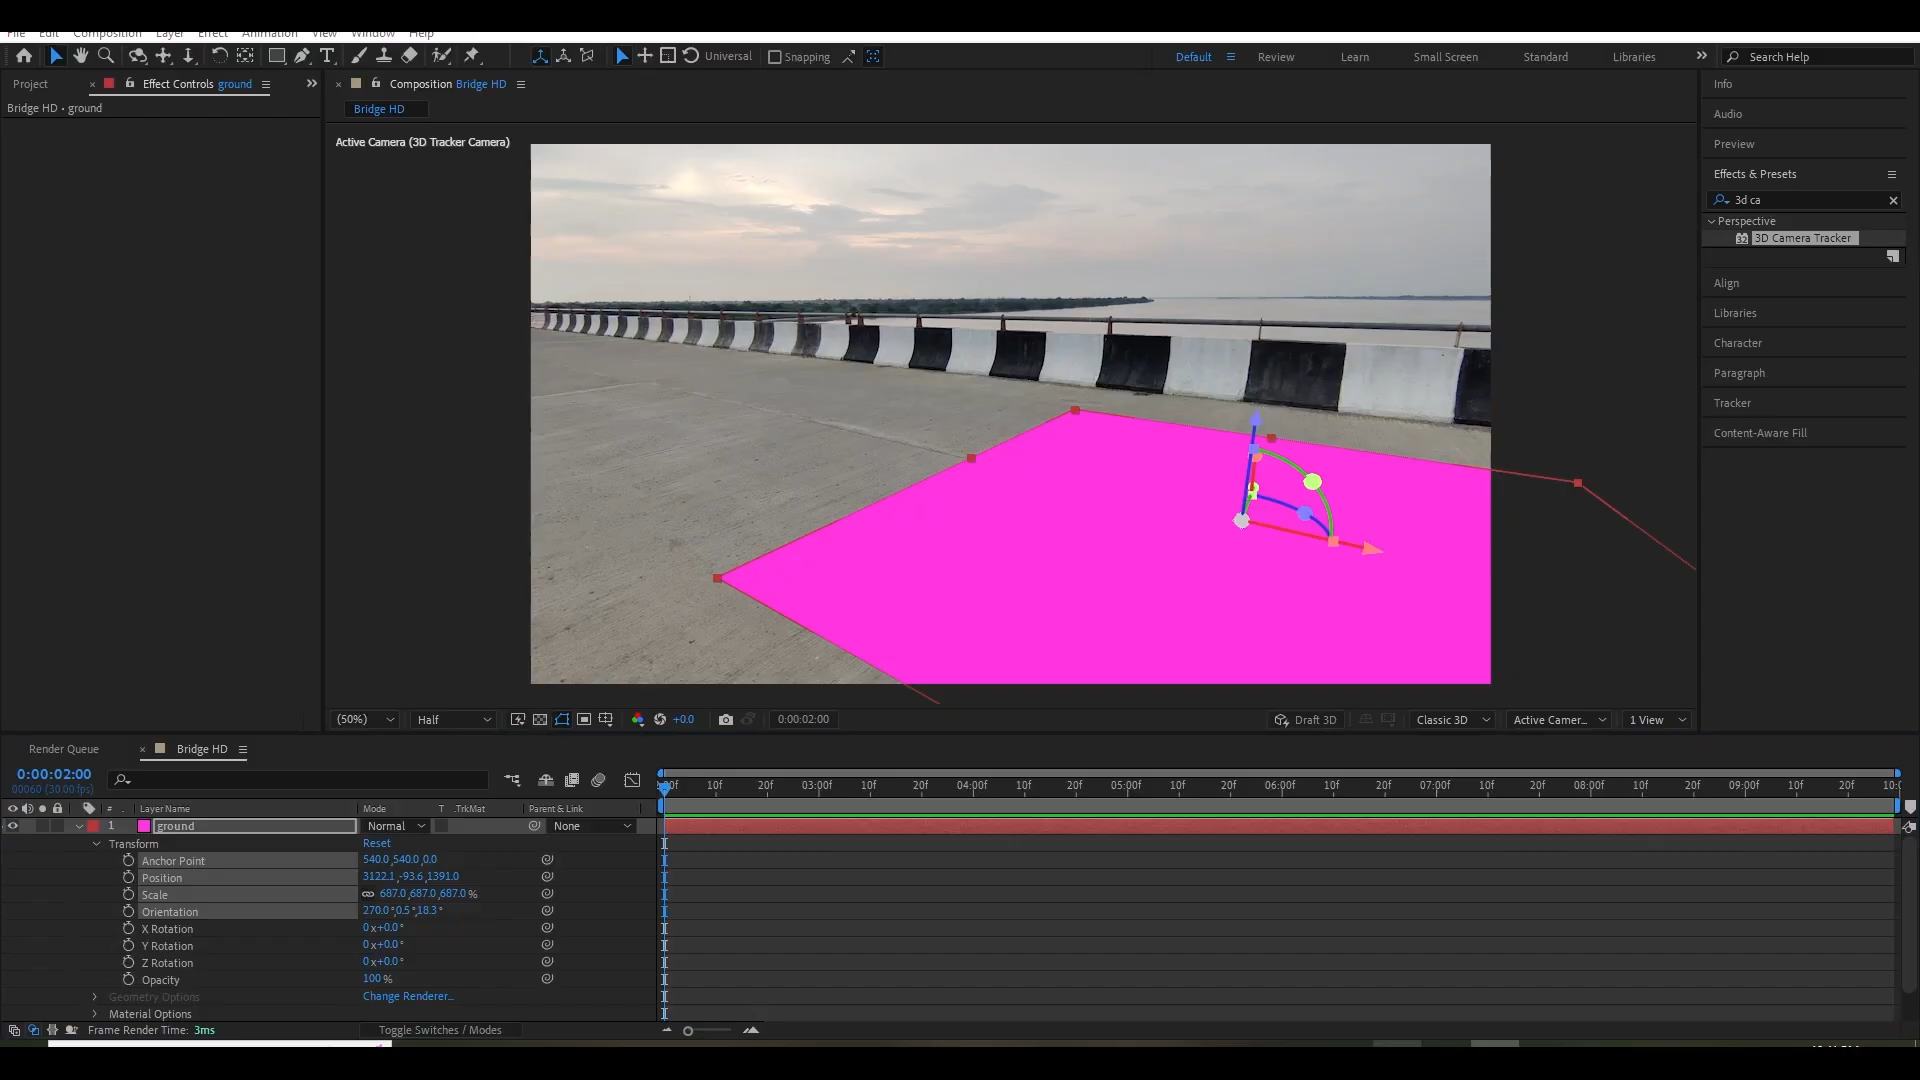 File Edit Composition Layer Effect Animation View Window Help
Universal Snapping Default Review Learn Small Screen Standard Libraries Search Help
Project Effect Controls ground
Bridge HD • ground
Composition Bridge HD
Bridge HD
Active Camera (3D Tracker Camera)
(50%) Half +0.0 0:00:02:00 Draft 3D Classic 3D Active Camer... 1 View
Info
Audio
Preview
Effects & Presets
3d ca
Perspective
32 3D Camera Tracker
Align
Libraries
Character
Paragraph
Tracker
Content-Aware Fill
Render Queue Bridge HD
0:00:02:00
00060 (30.00 fps)
:00f 10f 20f 03:00f 10f 20f 04:00f 10f 20f 05:00f 10f 20f 06:00f 10f 20f 07:00f 10f 20f 08:00f 10f 20f 09:00f 10f 20f 10:0
# Layer Name Mode T .TrkMat Parent & Link
1 ground Normal None
Transform Reset
Anchor Point 540.0,540.0,0.0
Position 3122.1,-93.6,1391.0
Scale 687.0,687.0,687.0%
Orientation 270.0°,0.5°,18.3°
X Rotation 0x+0.0°
Y Rotation 0x+0.0°
Z Rotation 0x+0.0°
Opacity 100%
Geometry Options Change Renderer...
Material Options
Frame Render Time: 3ms Toggle Switches / Modes